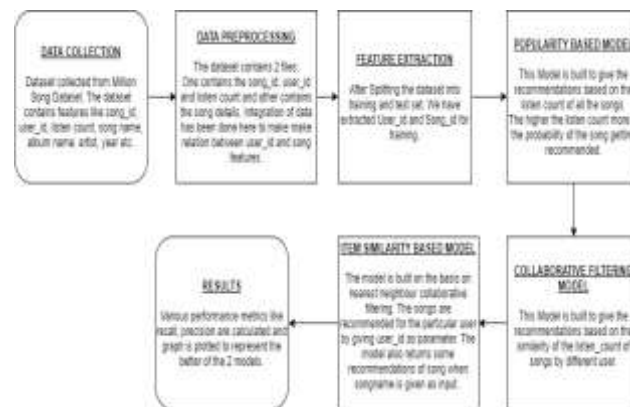 DATA COLLECTION
Dataset collected from Million
Song Dataset. The dataset
contains features like song_id,
user_id, listen count, song name,
album name, artist, year etc.
DATA PREPROCESSING
The dataset contains 2 files.
One contains the song_id, user_id
and listen count and other contains
the song details. Integration of data
has been done here to make make
relation between user_id and song
features.
FEATURE EXTRACTION
After Splitting the dataset into
training and test set. We have
extracted User_id and Song_id for
training.
POPULARITY BASED MODEL
This Model is built to give the
recommendations based on the
listen count of all the songs.
The higher the listen count more
the probability of the song getting
recommended.
COLLABORATIVE FILTERING
MODEL
This Model is built to give the
recommendations based on the
similarity of the listen_count of
songs by different user.
ITEM SIMILARITY BASED MODEL
The model is built on the basis on
nearest neighbour collaborative
filtering. The songs are
recommended for the particular user
by giving user_id as parameter. The
model also returns some
recommendations of song when
songname is given as input.
RESULTS
Various performance metrics like
recall, precision are calculated and
graph is plotted to represent the
better of the 2 models.